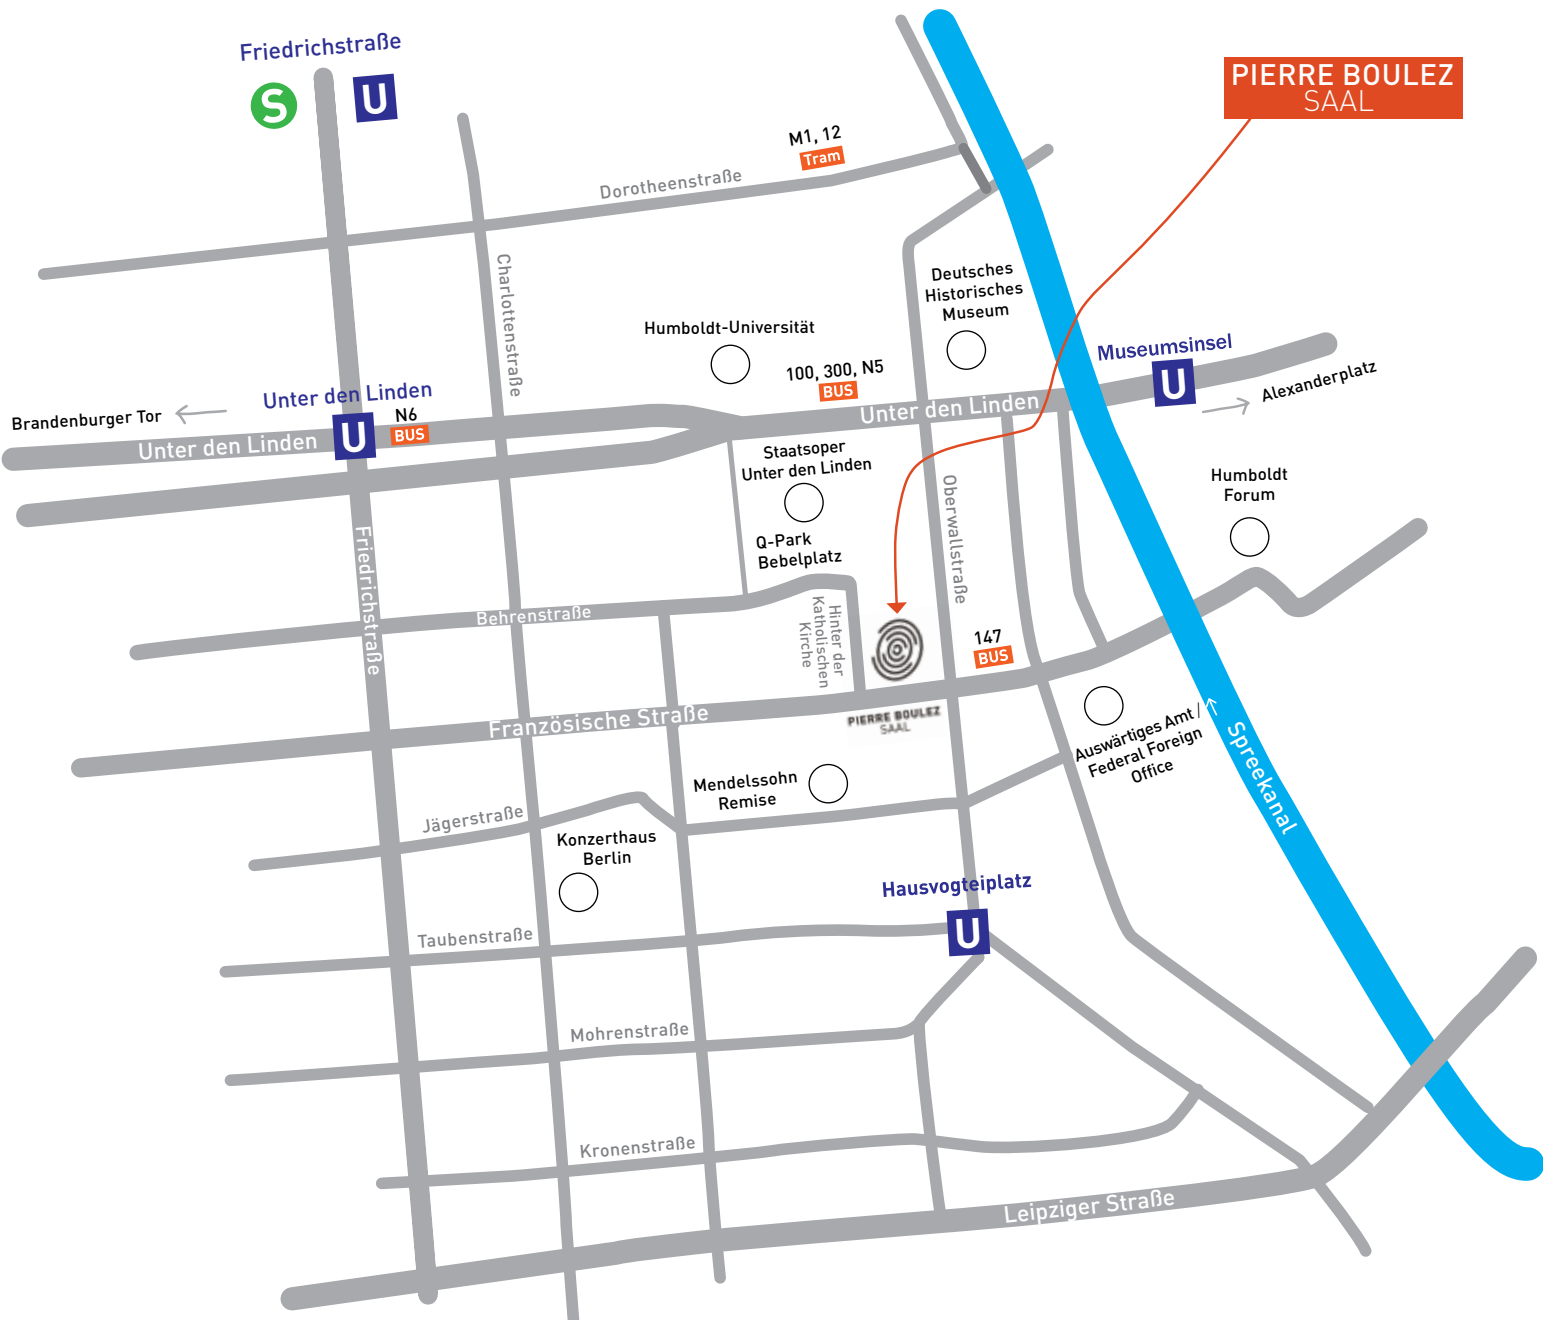 Friedrichstraße
S
U
PIERRE BOULEZ
SAAL
M1, 12
Tram
Dorotheenstraße
Charlottenstraße
Deutsches
Historisches
Museum
Humboldt-Universität
100, 300, N5
BUS
Museumsinsel
U
Alexanderplatz
Unter den Linden
Brandenburger Tor
N6
BUS
U
Unter den Linden
Unter den Linden
Staatsoper
Unter den Linden
Humboldt
Forum
Oberwallstraße
Friedrichstraße
Q-Park
Bebelplatz
Behrenstraße
Hinter der
Katholischen
Kirche
147
BUS
Französische Straße
PIERRE BOULEZ
SAAL
Auswärtiges Amt /
Federal Foreign
Office
Spreekanal
Mendelssohn
Remise
Jägerstraße
Konzerthaus
Berlin
Hausvogteiplatz
U
Taubenstraße
Mohrenstraße
Kronenstraße
Leipziger Straße